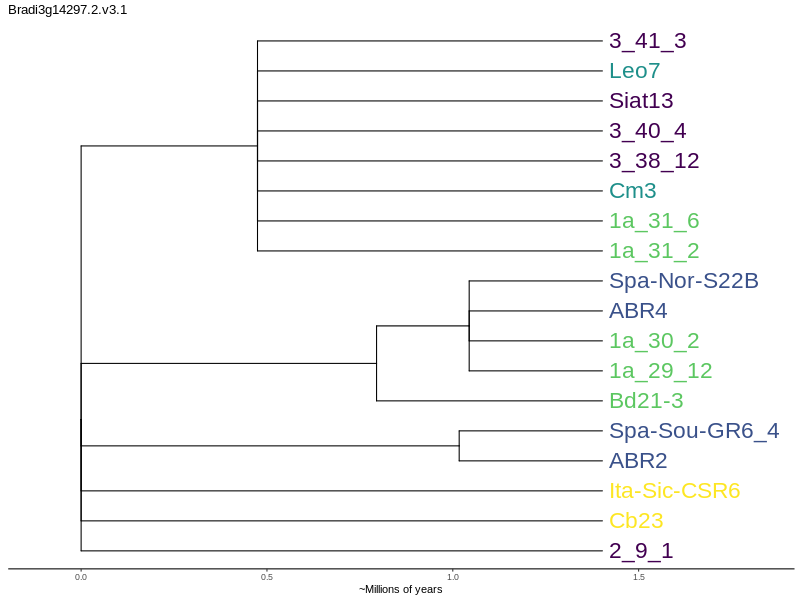 Bradi3g14297.2.v3.1
3_41_3
Leo7
Siat13
3_40_4
3_38_12
Cm3
1a_31_6
1a_31_2
Spa-Nor-S22B
ABR4
1a_30_2
1a_29_12
Bd21-3
Spa-Sou-GR6_4
ABR2
Ita-Sic-CSR6
Cb23
2_9_1
0.0 0.5 1.0 1.5
~Millions of years